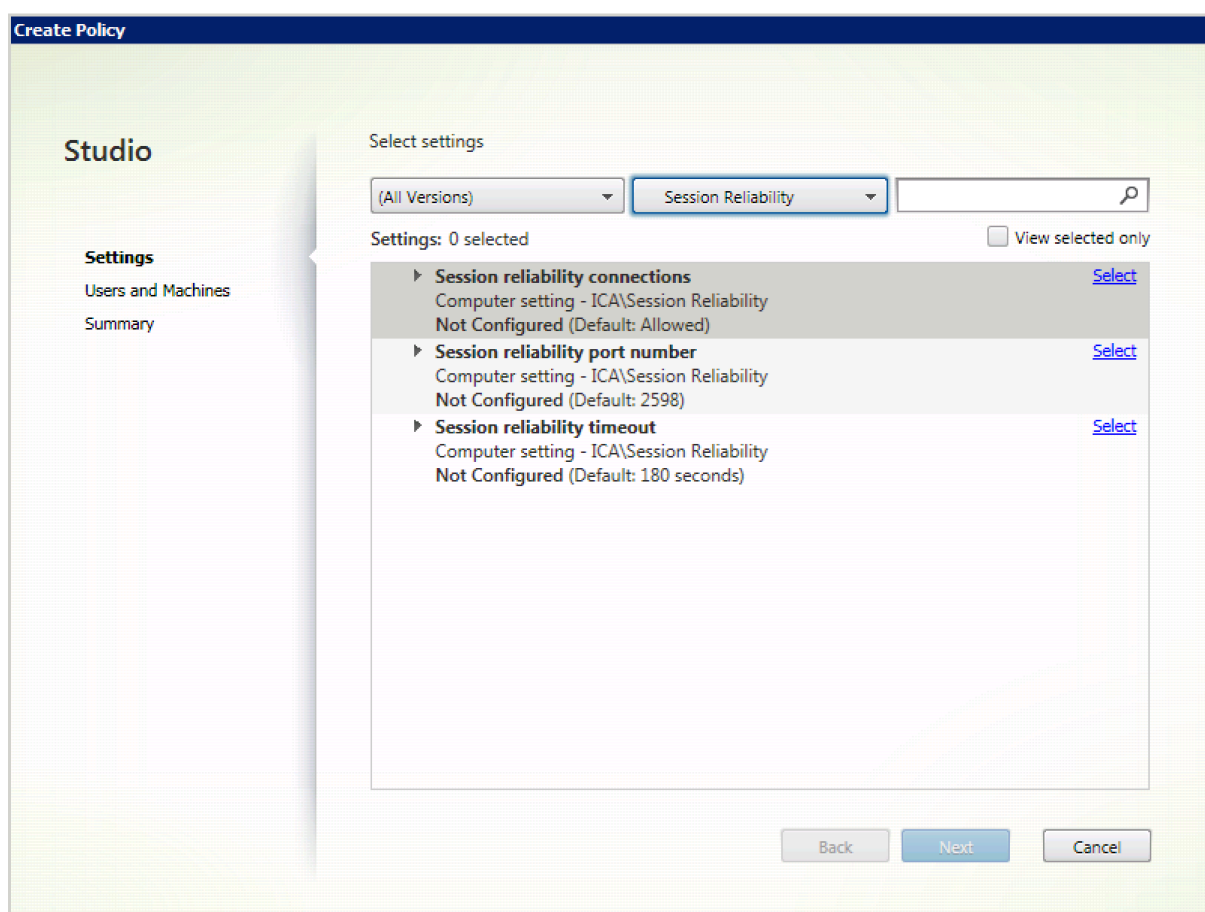 Create Policy
Studio
Settings
Users and Machines
Summary
Select settings
(All Versions)
Session Reliability
Settings: 0 selected
View selected only
Session reliability connections
Select
Computer setting - ICA\Session Reliability
Not Configured (Default: Allowed)
Session reliability port number
Select
Computer setting - ICA\Session Reliability
Not Configured (Default: 2598)
Session reliability timeout
Select
Computer setting - ICA\Session Reliability
Not Configured (Default: 180 seconds)
Back
Next
Cancel